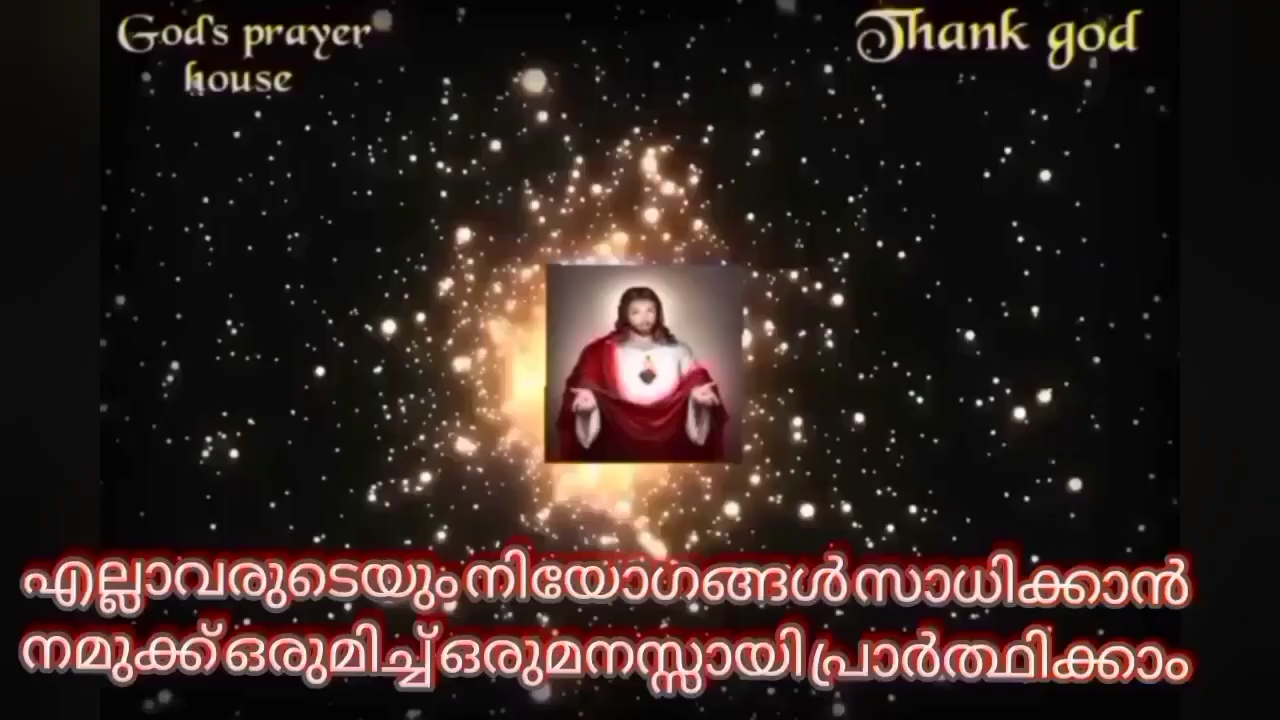 God's prayer
house
Thank god
എല്ലാവരുടെയും നിയോഗങ്ങൾ സാധിക്കാൻ
നമുക്ക് ഒരുമിച്ച് ഒരുമനസ്സായി പ്രാർത്ഥിക്കാം